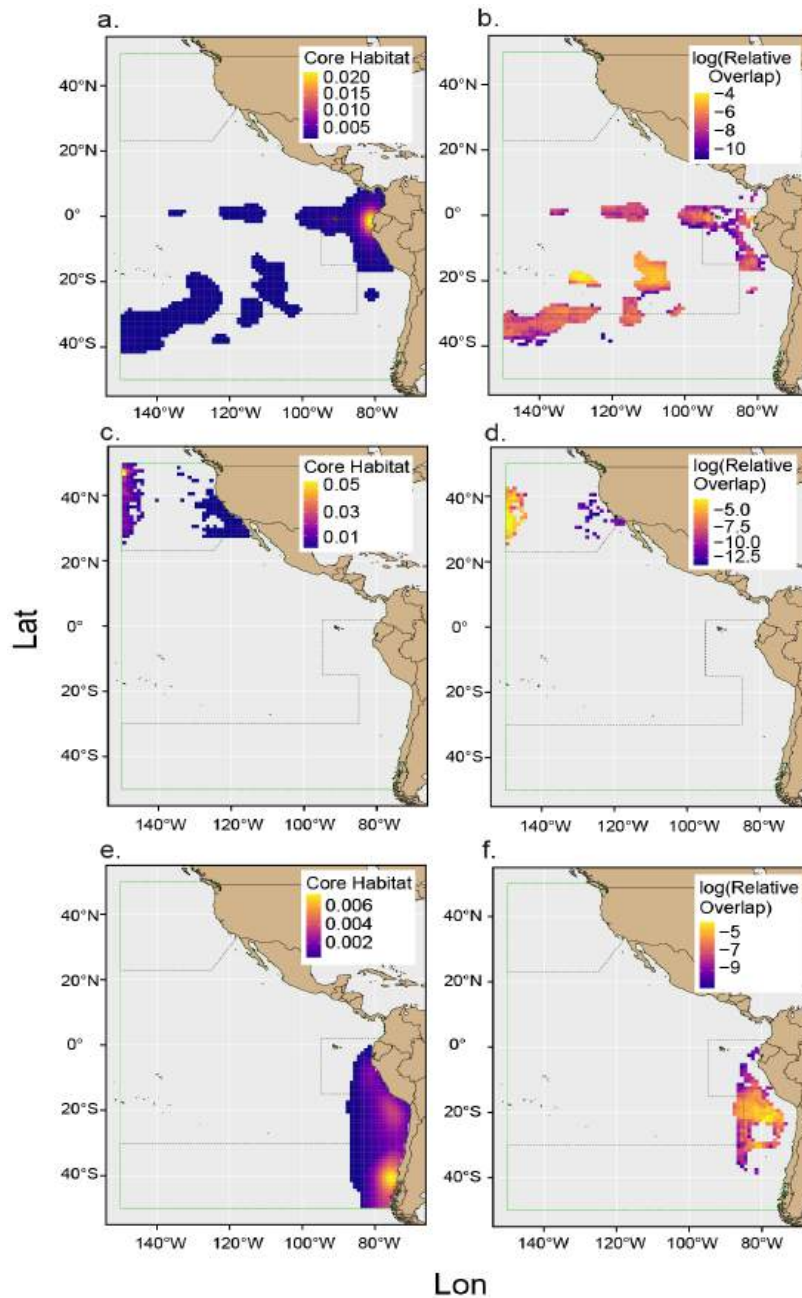 a.
Core Habitat
0.020
0.015
0.010
0.005
40°N
20°N
0°
20°S
40°S
140°W 120°W 100°W 80°W
b.
log(Relative
Overlap)
−4
−6
−8
−10
40°N
20°N
0°
20°S
40°S
140°W 120°W 100°W 80°W
c.
Core Habitat
0.05
0.03
0.01
40°N
20°N
0°
20°S
40°S
140°W 120°W 100°W 80°W
d.
log(Relative
Overlap)
−5.0
−7.5
−10.0
−12.5
40°N
20°N
0°
20°S
40°S
140°W 120°W 100°W 80°W
e.
Core Habitat
0.006
0.004
0.002
40°N
20°N
0°
20°S
40°S
140°W 120°W 100°W 80°W
f.
log(Relative
Overlap)
−5
−7
−9
40°N
20°N
0°
20°S
40°S
140°W 120°W 100°W 80°W
Lat
Lon